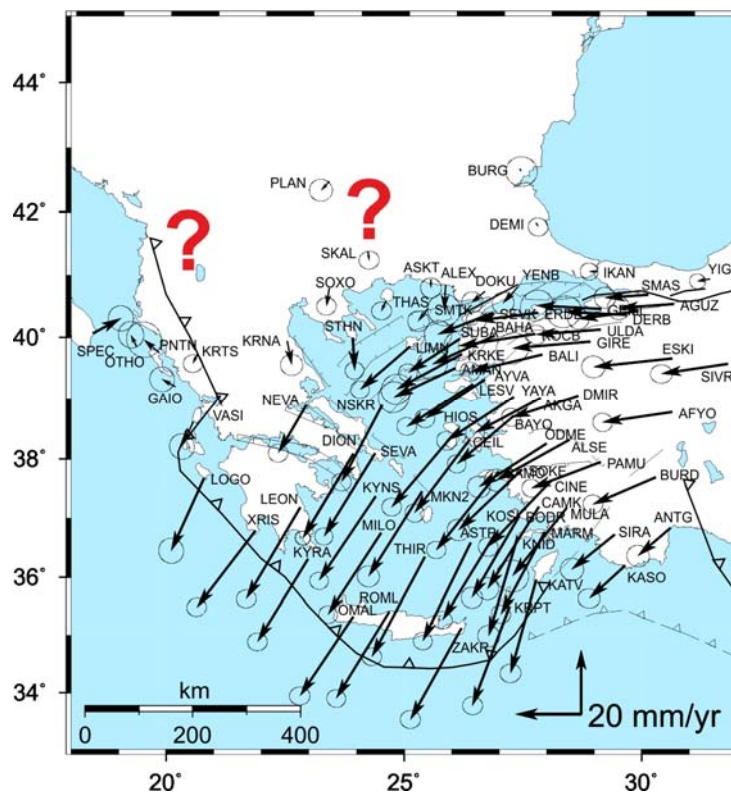 44°
42°
40°
38°
36°
34°
20°
25°
30°
?
?
BURG
PLAN
DEMI
SKAL
IKAN
YIG
SOXO
ASKT
ALEX
DOKU
YENB
SMAS
THAS
SMTK
SEVK
ERDE
AGUZ
DERB
STHN
SUBA
BAHA
KOCB
ULDA
GIRE
SPEC
OTHO
PNTN
KRTS
KRNA
LIMN
KRKE
BALI
ESKI
SIVR
AMAN
AYVA
GAIO
NEVA
NSKR
LESV
YAYA
DMIR
AKGA
AFYO
VASI
HIOS
BAYO
DION
SEVA
CEIL
ODME
ALSE
LOGO
LEON
KYNS
MKN2
SOKE
CINE
PAMU
BURD
CAMK
MULA
XRIS
MILO
KOSI
BODR
ANTG
KYRA
THIR
ASTR
KNID
MARM
SIRA
ROML
KATV
KASO
OMAL
KRPT
ZAKR
km
0
200
400
20 mm/yr